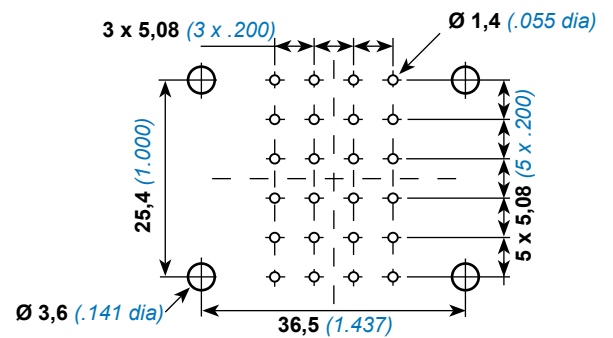 3 x 5,08 (3 x .200)
Ø 1,4 (.055 dia)
25,4 (1.000)
5 x 5,08 (5 x .200)
Ø 3,6 (.141 dia)
36,5 (1.437)